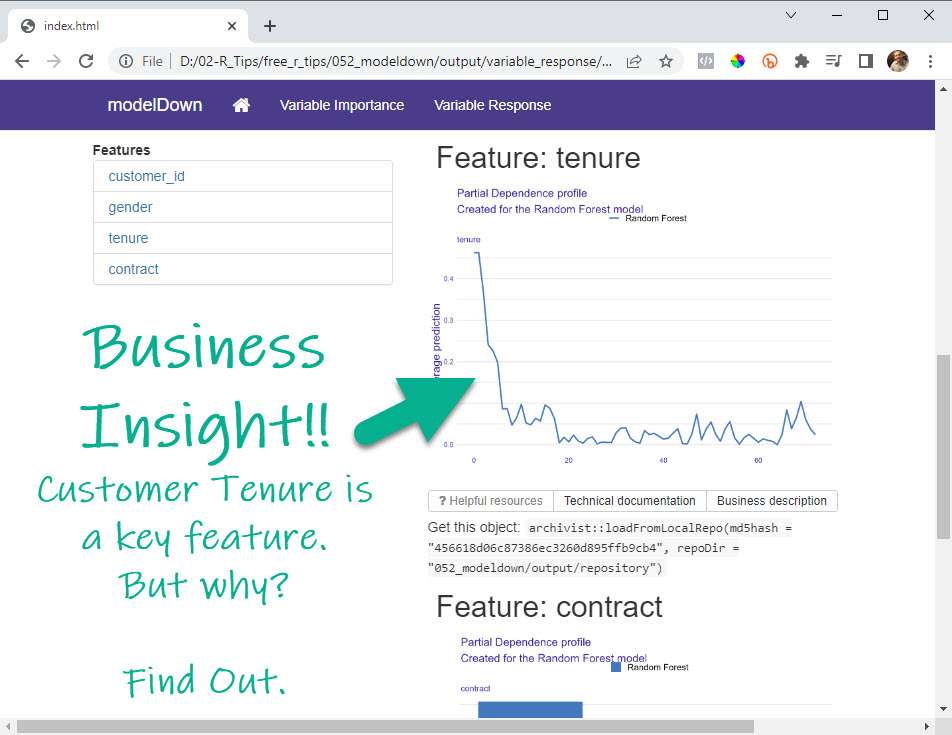 index.html
File
D:/02-R_Tips/free_r_tips/052_modeldown/output/variable_response/...
modelDown
Variable Importance
Variable Response
Features
customer_id
gender
tenure
contract
Business
Insight!!
Customer Tenure is
a key feature.
But why?
Find Out.
Feature: tenure
Partial Dependence profile
Created for the Random Forest model
Random Forest
tenure
0.4
0.3
0.2
0.0
rage prediction
0
20
40
60
? Helpful resources
Technical documentation
Business description
Get this object: archivist::loadFromLocalRepo(md5hash =
"456618d06c87386ec3260d895ffb9cb4", repoDir =
"052_modeldown/output/repository")
Feature: contract
Partial Dependence profile
Created for the Random Forest model
Random Forest
contract